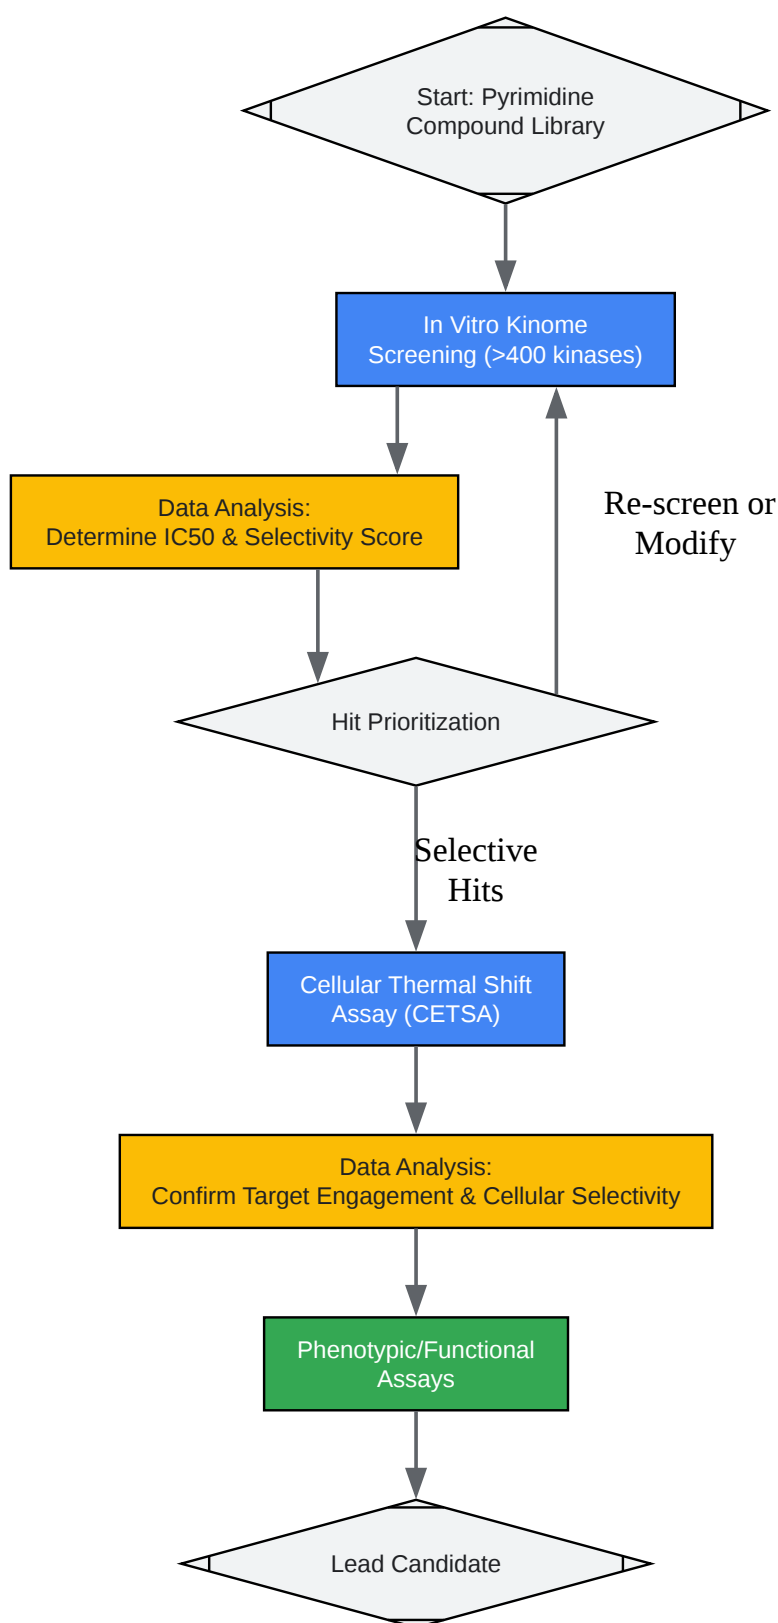 Start: Pyrimidine
Compound Library
In Vitro Kinome
Screening (>400 kinases)
Data Analysis:
Determine IC50 & Selectivity Score
Re-screen or
Modify
Hit Prioritization
Selective
Hits
Cellular Thermal Shift
Assay (CETSA)
Data Analysis:
Confirm Target Engagement & Cellular Selectivity
Phenotypic/Functional
Assays
Lead Candidate